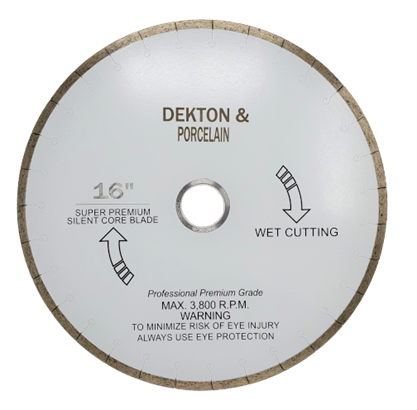 DEKTON &
PORCELAIN
16"
SUPER PREMIUM
SILENT CORE BLADE
WET CUTTING
Professional Premium Grade
MAX. 3,800 R.P.M.
WARNING
TO MINIMIZE RISK OF EYE INJURY
ALWAYS USE EYE PROTECTION